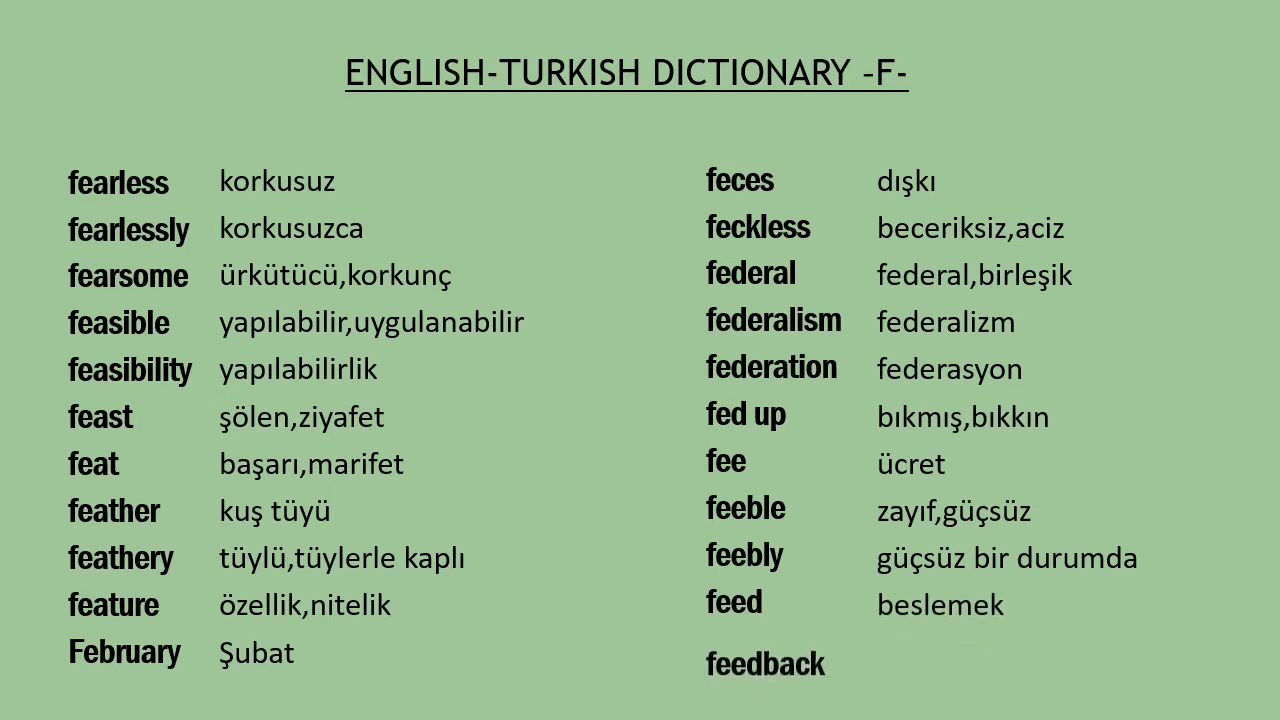 ENGLISH-TURKISH DICTIONARY –F-
fearless korkusuz
fearlessly korkusuzca
fearsome ürkütücü,korkunç
feasible yapılabilir,uygulanabilir
feasibility yapılabilirlik
feast şölen,ziyafet
feat başarı,marifet
feather kuş tüyü
feathery tüylü,tüylerle kaplı
feature özellik,nitelik
February Şubat
feces dışkı
feckless beceriksiz,aciz
federal federal,birleşik
federalism federalizm
federation federasyon
fed up bıkmış,bıkkın
fee ücret
feeble zayıf,güçsüz
feebly güçsüz bir durumda
feed beslemek
feedback